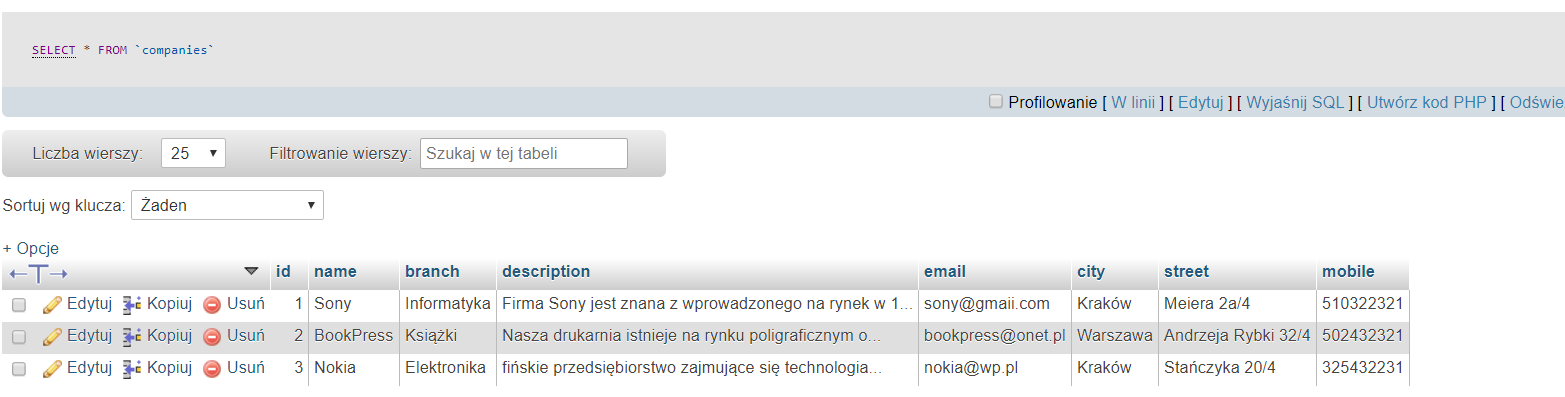 SELECT * FROM `companies`
Profilowanie [ W linii ] [ Edytuj ] [ Wyjaśnij SQL ] [ Utwórz kod PHP ] [ Odświe
Liczba wierszy: 25 Filtrowanie wierszy: Szukaj w tej tabeli
Sortuj wg klucza: Żaden
+ Opcje
id name branch description email city street mobile
Edytuj Kopiuj Usuń 1 Sony Informatyka Firma Sony jest znana z wprowadzonego na rynek w 1... sony@gmaii.com Kraków Meiera 2a/4 510322321
Edytuj Kopiuj Usuń 2 BookPress Książki Nasza drukarnia istnieje na rynku poligraficznym o... bookpress@onet.pl Warszawa Andrzeja Rybki 32/4 502432321
Edytuj Kopiuj Usuń 3 Nokia Elektronika fińskie przedsiębiorstwo zajmujące się technologia... nokia@wp.pl Kraków Stańczyka 20/4 325432231